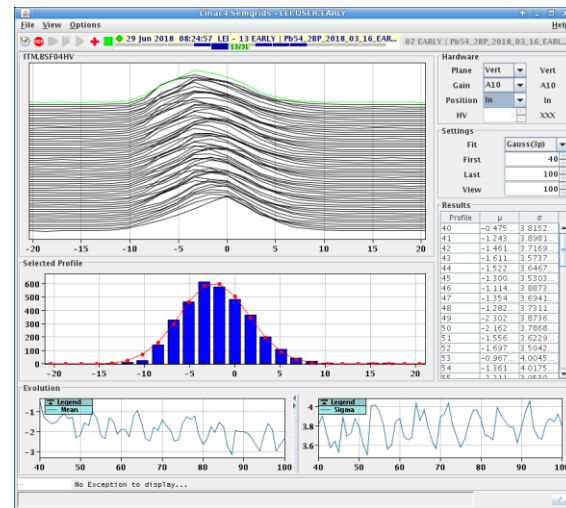 Linac4 Semgrids - LEI.USER.EARLY
File View Options Help
29 Jun 2018 08:24:57 LEI - 13 EARLY | Pb54_2BP_2018_03_16_EAR... 07 EARLY | Pb54_2BP_2018_03_16_EARL...
13/31
ITM.BSF04HV
-20 -15 -10 -5 0 5 10 15 20
Selected Profile
600
500
400
300
200
100
0
-20 -15 -10 -5 0 5 10 15 20
Evolution
Legend
Mean
-1
-2
-3
40 50 60 70 80 90 100
Legend
Sigma
4
3.8
3.6
40 50 60 70 80 90 100
Hardware
Plane Vert Vert
Gain A10 A10
Position In In
HV 0 XXX
Settings
Fit Gauss(3p)
First 40
Last 100
View 100
Results
Profile μ σ
40 -0.475... 3.8152...
41 -1.243... 3.8981...
42 -1.461... 3.7169...
43 -1.611... 3.5737...
44 -1.522... 3.6467...
45 -1.300... 3.5303...
46 -1.114... 3.8873...
47 -1.354... 3.6941...
48 -1.282... 3.7311...
49 -2.302... 3.8736...
50 -2.162... 3.7868...
51 -1.556... 3.6229...
52 -1.697... 3.5042...
53 -0.967... 4.0045...
54 -1.361... 4.0175...
No Exception to display...